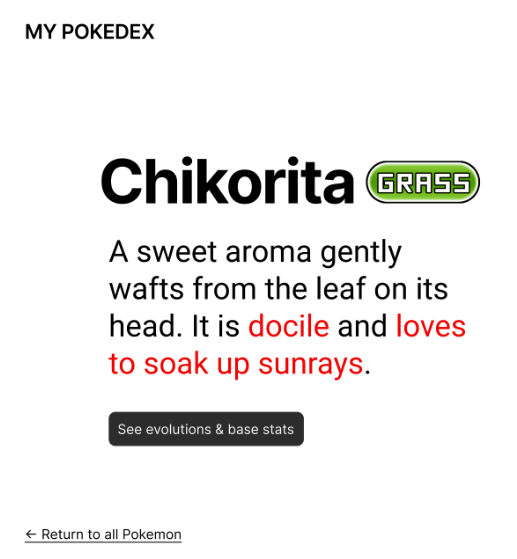 MY POKEDEX
Chikorita GRASS
A sweet aroma gently
wafts from the leaf on its
head. It is docile and loves
to soak up sunrays.
See evolutions & base stats
← Return to all Pokemon